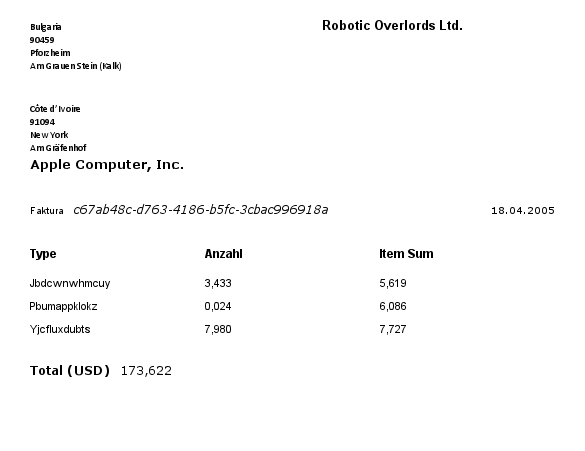 Bulgaria
Robotic Overlords Ltd.
90459
Pforzheim
Am Grauen Stein (Kalk)
Côte d'Ivoire
91094
New York
Am Gräfenhof
Apple Computer, Inc.
Faktura c67ab48c-d763-4186-b5fc-3cbac996918a 18.04.2005
Type Anzahl Item Sum
Jbdcwnwhmcuy 3,433 5,619
Pbumappklokz 0,024 6,086
Yjcfluxdubts 7,980 7,727
Total (USD) 173,622